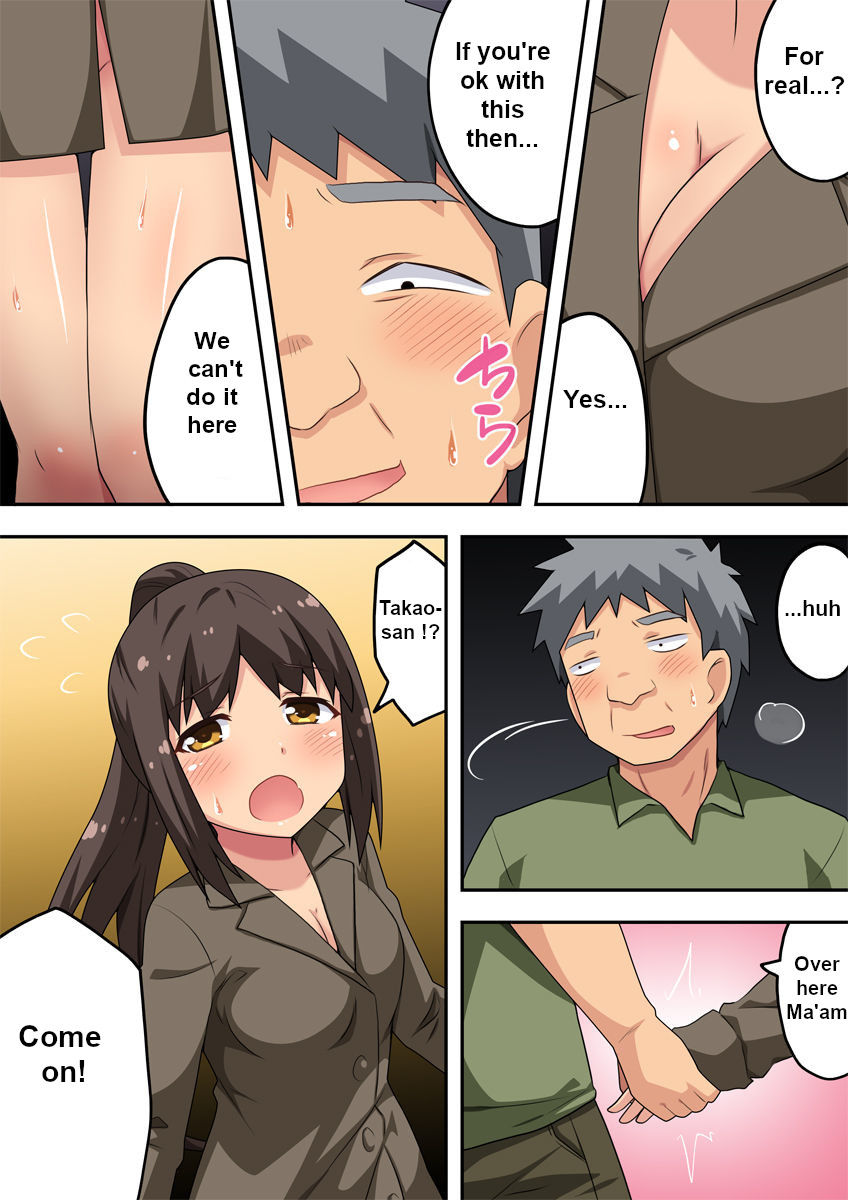 For
real...?
Yes...
If you're
ok with
this
then...
ちら
We
can't
do it
here
...huh
Over
here
Ma'am
Takao-
san !?
Come
on!